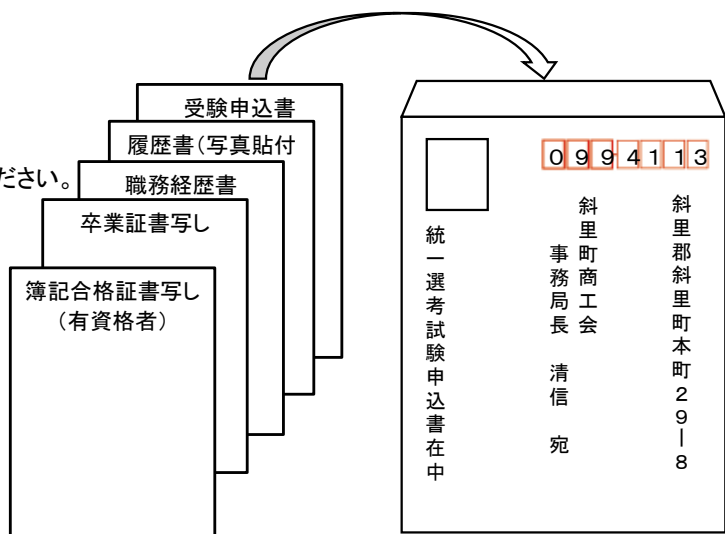 受験申込書
履歴書(写真貼付
ださい。
職務経歴書
卒業証書写し
簿記合格証書写し
(有資格者)
099-4113
斜里郡斜里町本町29-8
斜里町商工会
事務局長 清信 宛
統一選考試験申込書在中